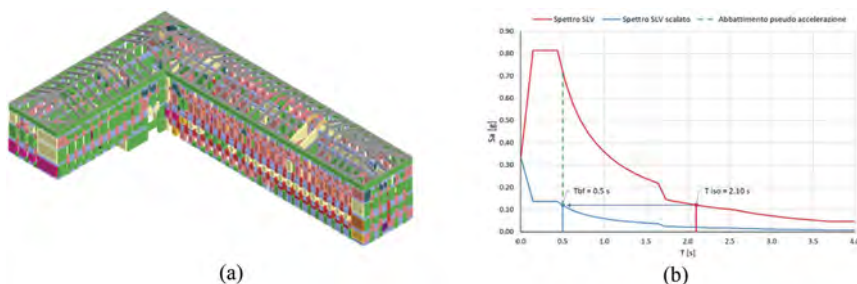 Spettro SLV Spettro SLV scalato Abbattimento pseudo accelerazione
0.90
0.80
0.70
0.60
0.50
0.40
0.30
0.20
0.10
0.00
Sa [g]
Tbf = 0.5 s T iso = 2.10 s
0.0 0.5 1.0 1.5 2.0 2.5 3.0 3.5 4.0
T [s]
(a) (b)